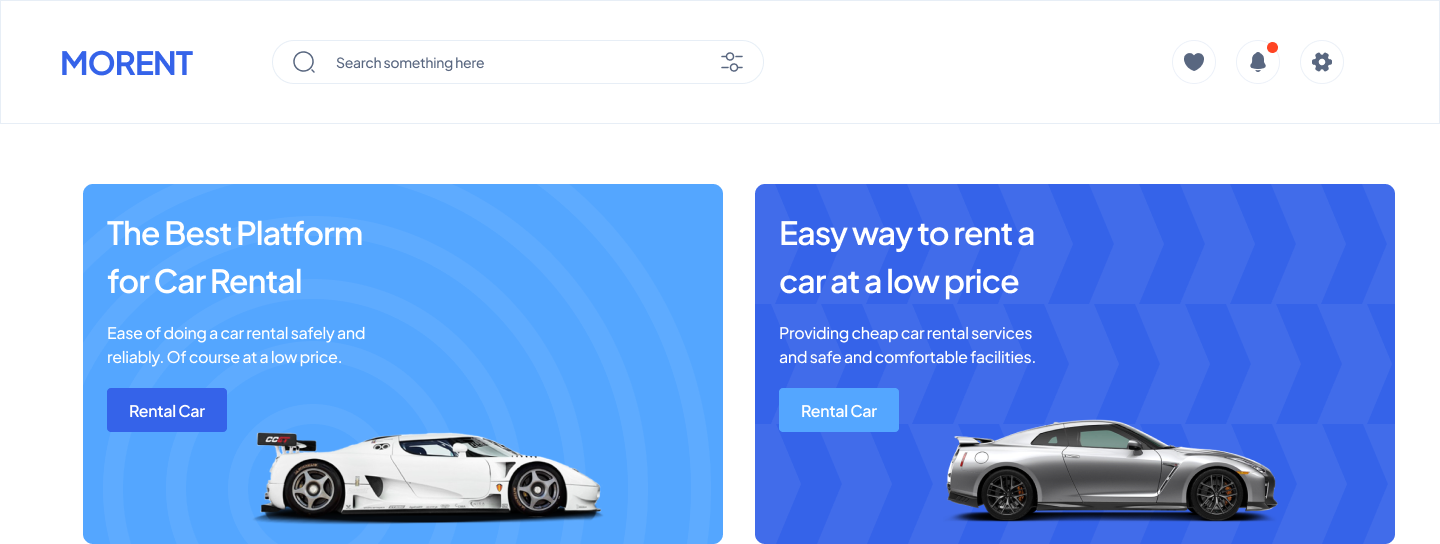 MORENT
Search something here
The Best Platform
for Car Rental
Ease of doing a car rental safely and
reliably. Of course at a low price.
Rental Car
CCGT
Easy way to rent a
car at a low price
Providing cheap car rental services
and safe and comfortable facilities.
Rental Car